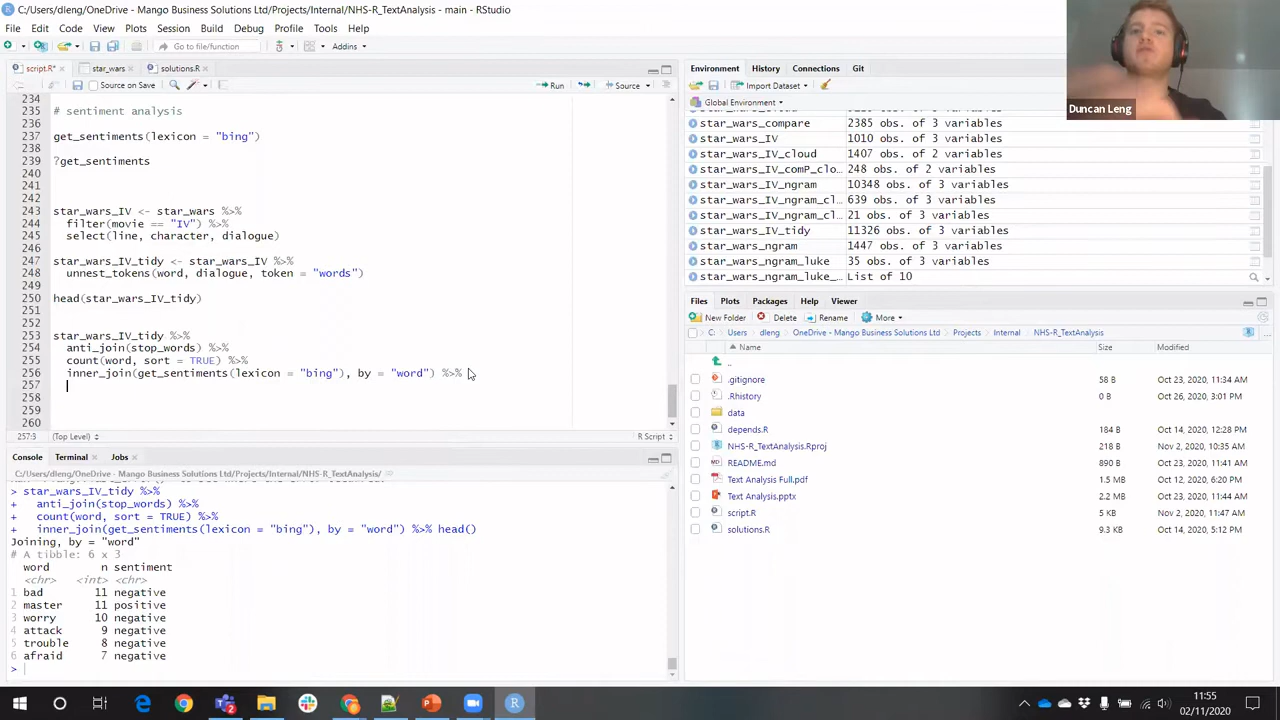 C:/Users/dleng/OneDrive - Mango Business Solutions Ltd/Projects/Internal/NHS-R_TextAnalysis - main - RStudio
File Edit Code View Plots Session Build Debug Profile Tools Help
Go to file/function Addins
script.R* star_wars solutions.R
Source on Save Run Source
234
235 # sentiment analysis
236
237 get_sentiments(lexicon = "bing")
238
239 ?get_sentiments
240
241
242
243 star_wars_IV <- star_wars %>%
244 filter(movie == "IV") %>%
245 select(line, character, dialogue)
246
247 star_wars_IV_tidy <- star_wars_IV %>%
248 unnest_tokens(word, dialogue, token = "words")
249
250 head(star_wars_IV_tidy)
251
252
253 star_wars_IV_tidy %>%
254 anti_join(stop_words) %>%
255 count(word, sort = TRUE) %>%
256 inner_join(get_sentiments(lexicon = "bing"), by = "word") %>%
257
258
259
260
257:3 (Top Level) R Script
Console Terminal Jobs
C:/Users/dleng/OneDrive - Mango Business Solutions Ltd/Projects/Internal/NHS-R_TextAnalysis/
> star_wars_IV_tidy %>%
+ anti_join(stop_words) %>%
+ count(word, sort = TRUE) %>%
+ inner_join(get_sentiments(lexicon = "bing"), by = "word") %>% head()
Joining, by = "word"
# A tibble: 6 x 3
word n sentiment
<chr> <int> <chr>
1 bad 11 negative
2 master 11 positive
3 worry 10 negative
4 attack 9 negative
5 trouble 8 negative
6 afraid 7 negative
>
Environment History Connections Git
Import Dataset
Global Environment
star_wars_compare 2385 obs. of 3 variables
star_wars_IV 1010 obs. of 3 variables
star_wars_IV_cloud 1407 obs. of 2 variables
star_wars_IV_comP_clo... 248 obs. of 2 variables
star_wars_IV_ngram 10348 obs. of 3 variables
star_wars_IV_ngram_cl... 639 obs. of 3 variables
star_wars_IV_ngram_cl... 21 obs. of 3 variables
star_wars_IV_tidy 11326 obs. of 3 variables
star_wars_ngram 1447 obs. of 3 variables
star_wars_ngram_luke 35 obs. of 3 variables
star_wars_ngram_luke_... List of 10
Files Plots Packages Help Viewer
New Folder Delete Rename More
C: Users dleng OneDrive - Mango Business Solutions Ltd Projects Internal NHS-R_TextAnalysis ...
Name Size Modified
..
.gitignore 58 B Oct 23, 2020, 11:34 AM
.Rhistory 0 B Oct 26, 2020, 3:01 PM
data
depends.R 184 B Oct 14, 2020, 12:28 PM
NHS-R_TextAnalysis.Rproj 218 B Nov 2, 2020, 10:35 AM
README.md 890 B Oct 23, 2020, 11:41 AM
Text Analysis Full.pdf 1.5 MB Oct 12, 2020, 6:20 PM
Text Analysis.pptx 2.2 MB Oct 23, 2020, 11:44 AM
script.R 5 KB Nov 2, 2020, 11:47 AM
solutions.R 9.3 KB Oct 14, 2020, 5:12 PM
Duncan Leng
11:55
02/11/2020